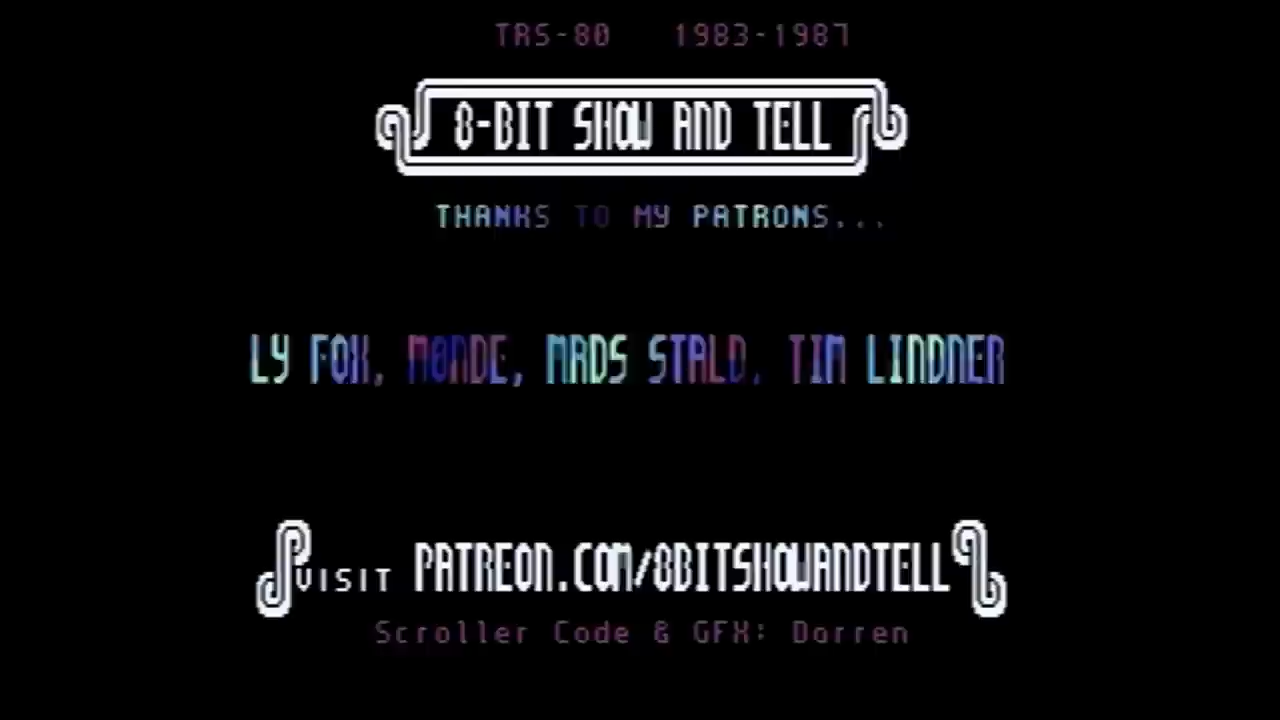 TRS-80 1983-1987
8-BIT SHOW AND TELL
THANKS TO MY PATRONS...
LY FOX, MONDE, MADS STALD, TIM LINDNER
VISIT PATREON.COM/8BITSHOWANDTELL
Scroller Code & GFX: Darren